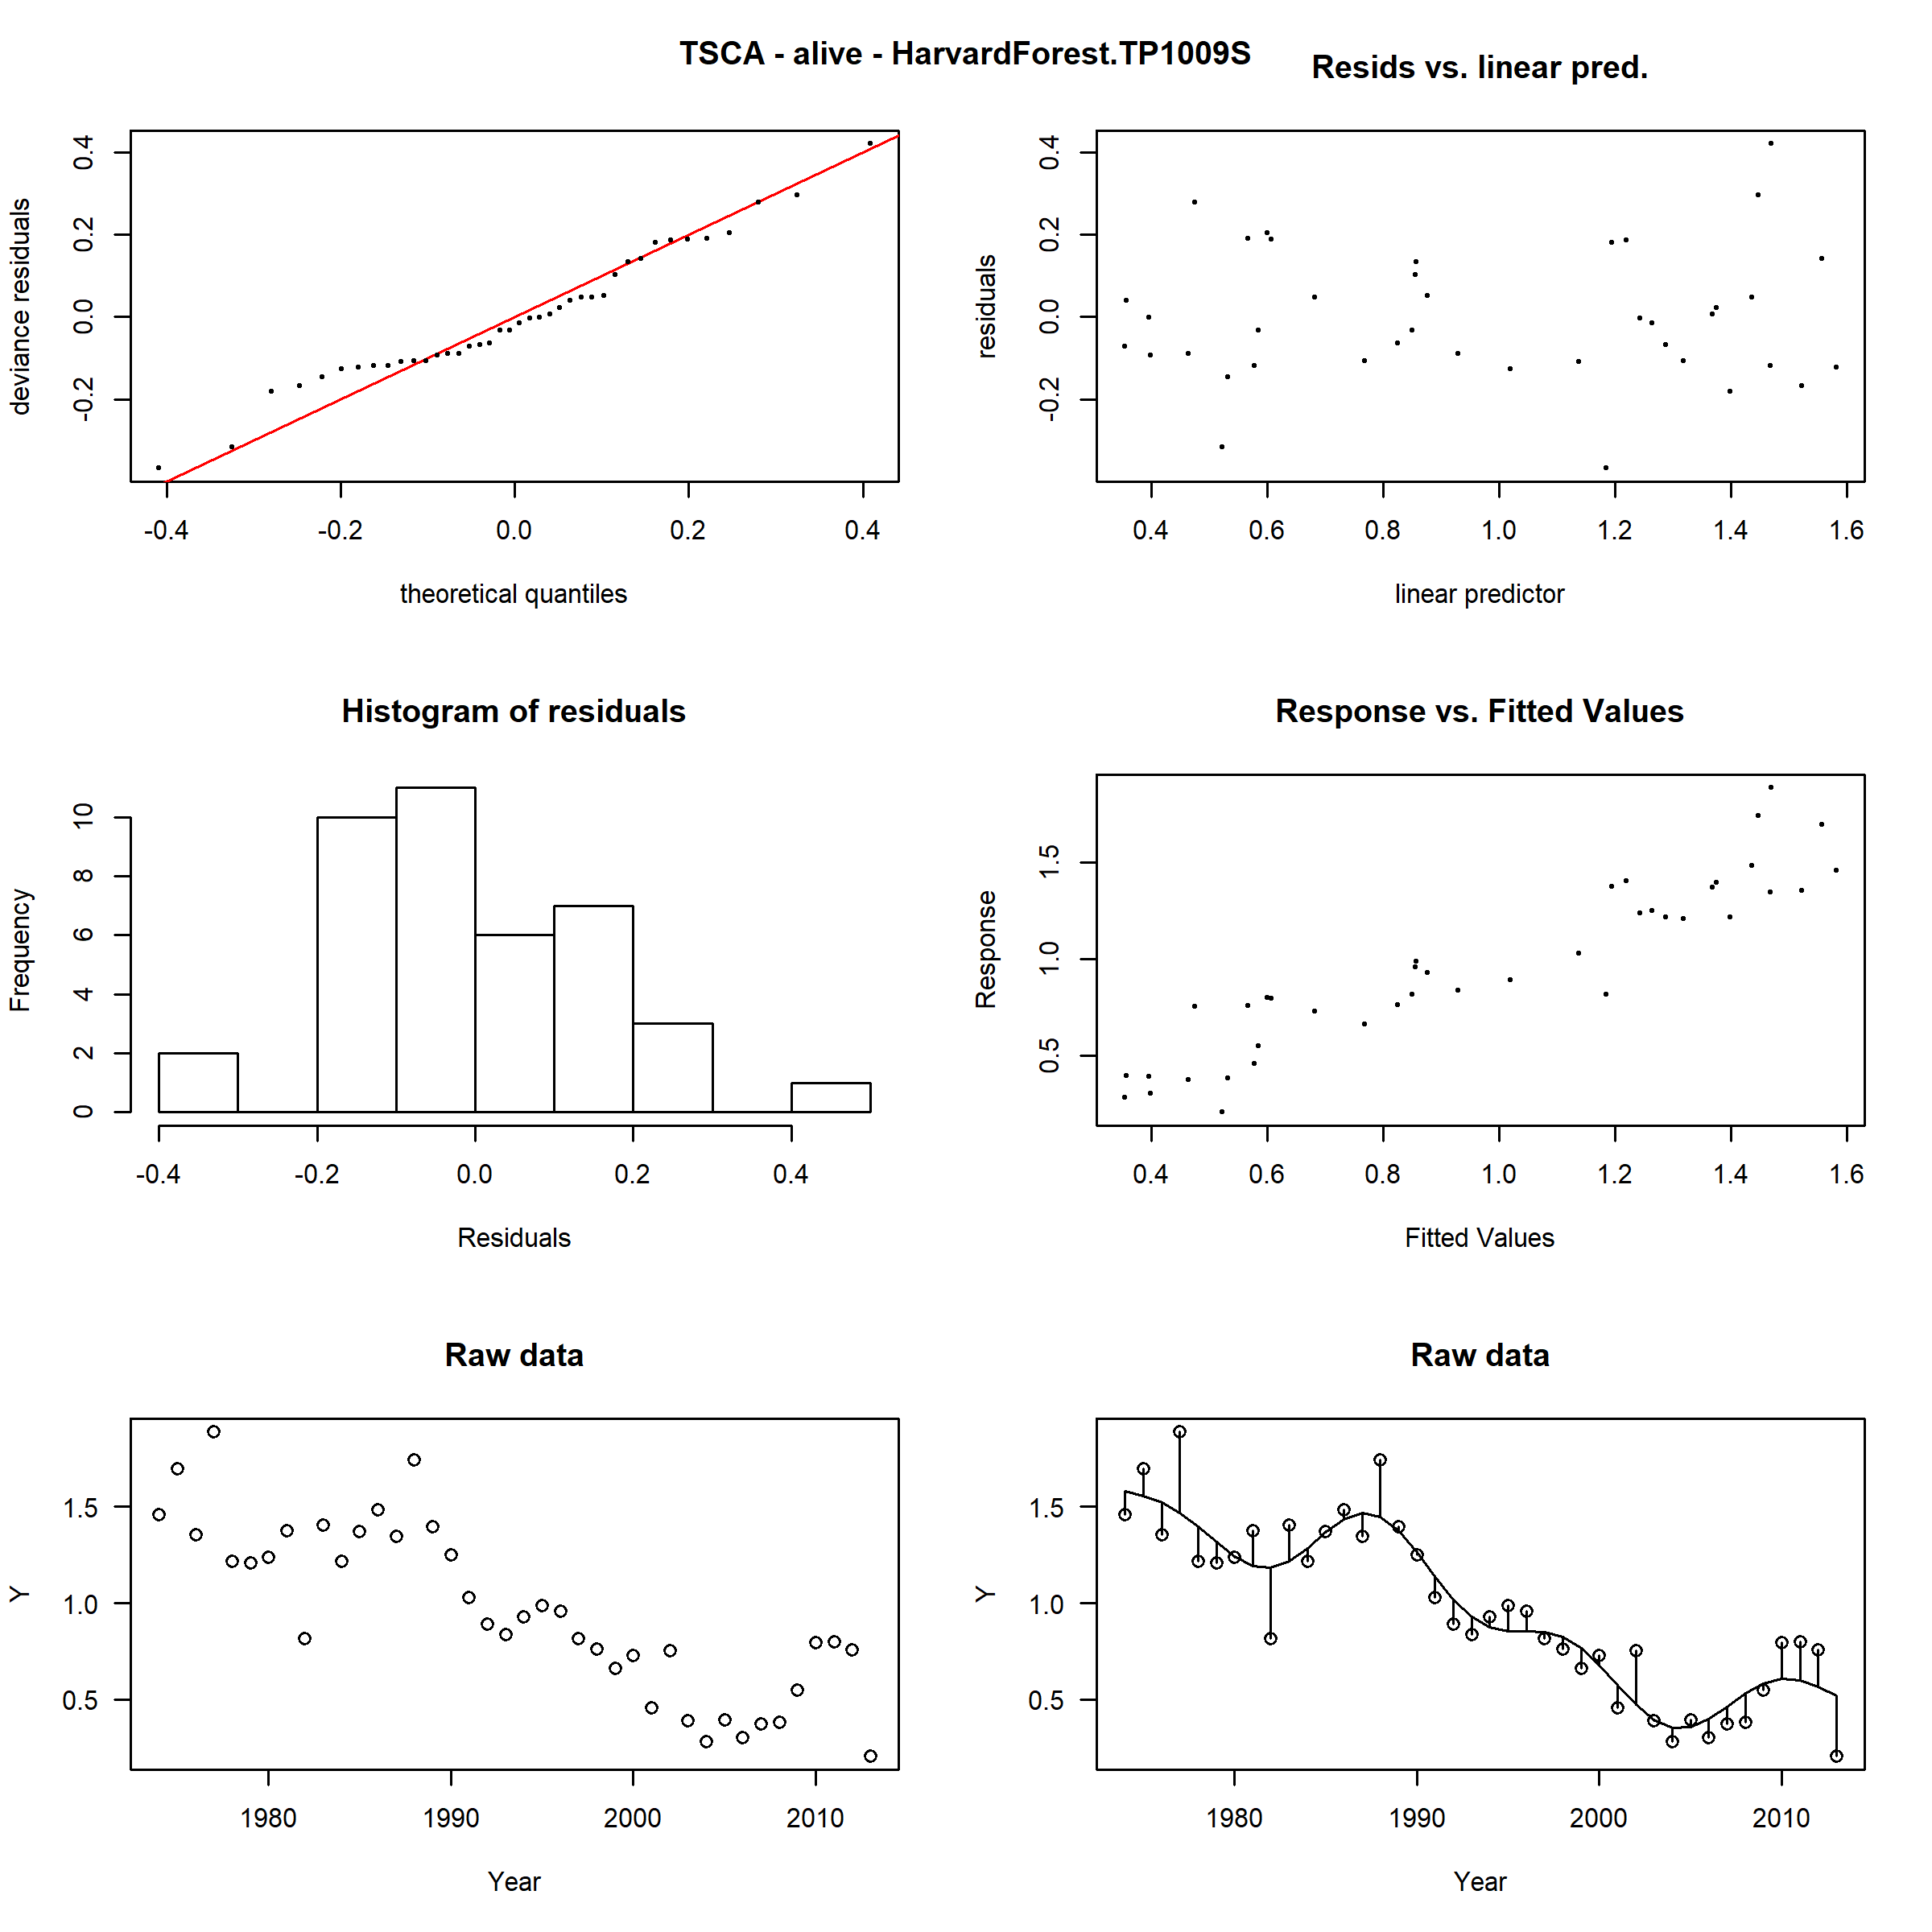 TSCA - alive - HarvardForest.TP1009S
Resids vs. linear pred.
deviance residuals
0.4
0.2
0.0
-0.2
-0.4 -0.2 0.0 0.2 0.4
theoretical quantiles
residuals
0.4
0.2
0.0
-0.2
0.4 0.6 0.8 1.0 1.2 1.4 1.6
linear predictor
Histogram of residuals
Frequency
10
8
6
4
2
0
-0.4 -0.2 0.0 0.2 0.4
Residuals
Response vs. Fitted Values
Response
1.5
1.0
0.5
0.4 0.6 0.8 1.0 1.2 1.4 1.6
Fitted Values
Raw data
Y
1.5
1.0
0.5
1980 1990 2000 2010
Year
Raw data
Y
1.5
1.0
0.5
1980 1990 2000 2010
Year